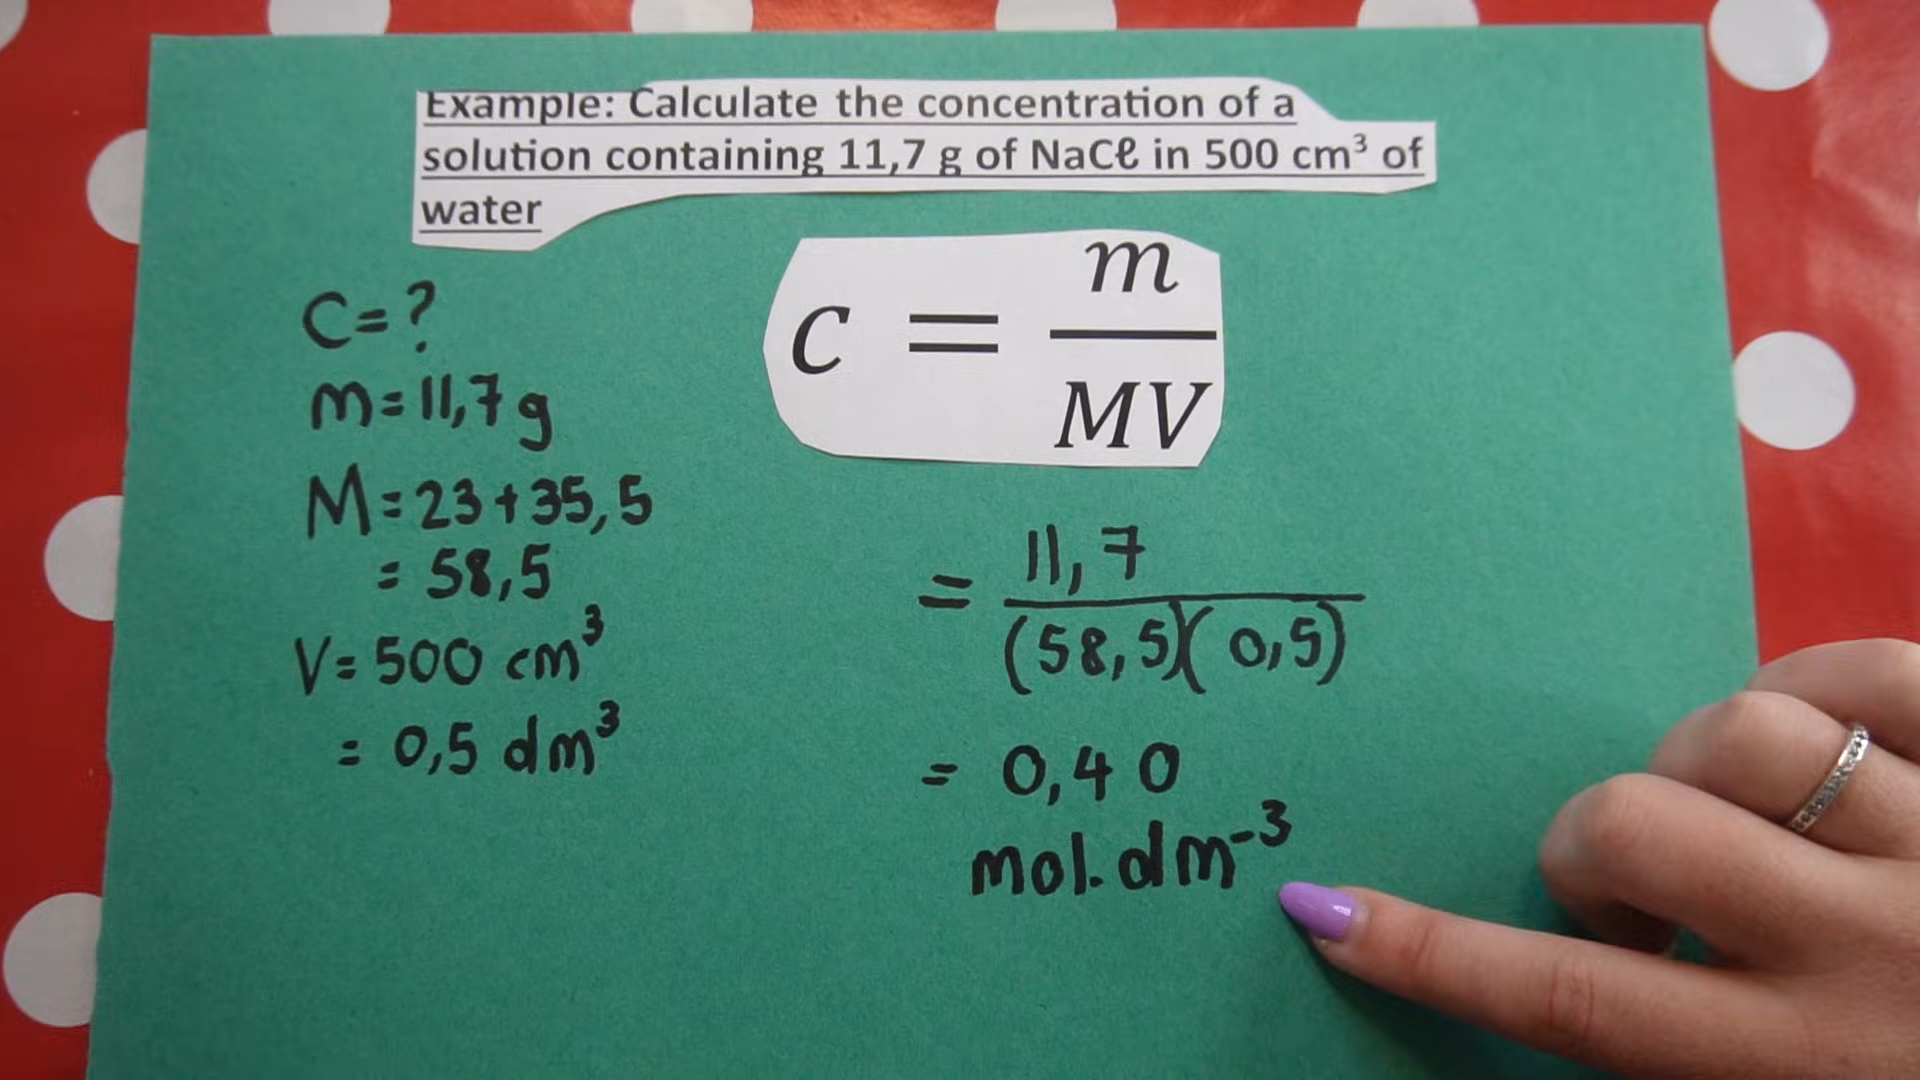 Example: Calculate the concentration of a
solution containing 11,7 g of NaCℓ in 500 cm³ of
water
c = m / MV
C = ?
m = 11,7 g
M = 23 + 35,5
= 58,5
V = 500 cm³
= 0,5 dm³
= 11,7 / (58,5)(0,5)
= 0,40
mol.dm⁻³